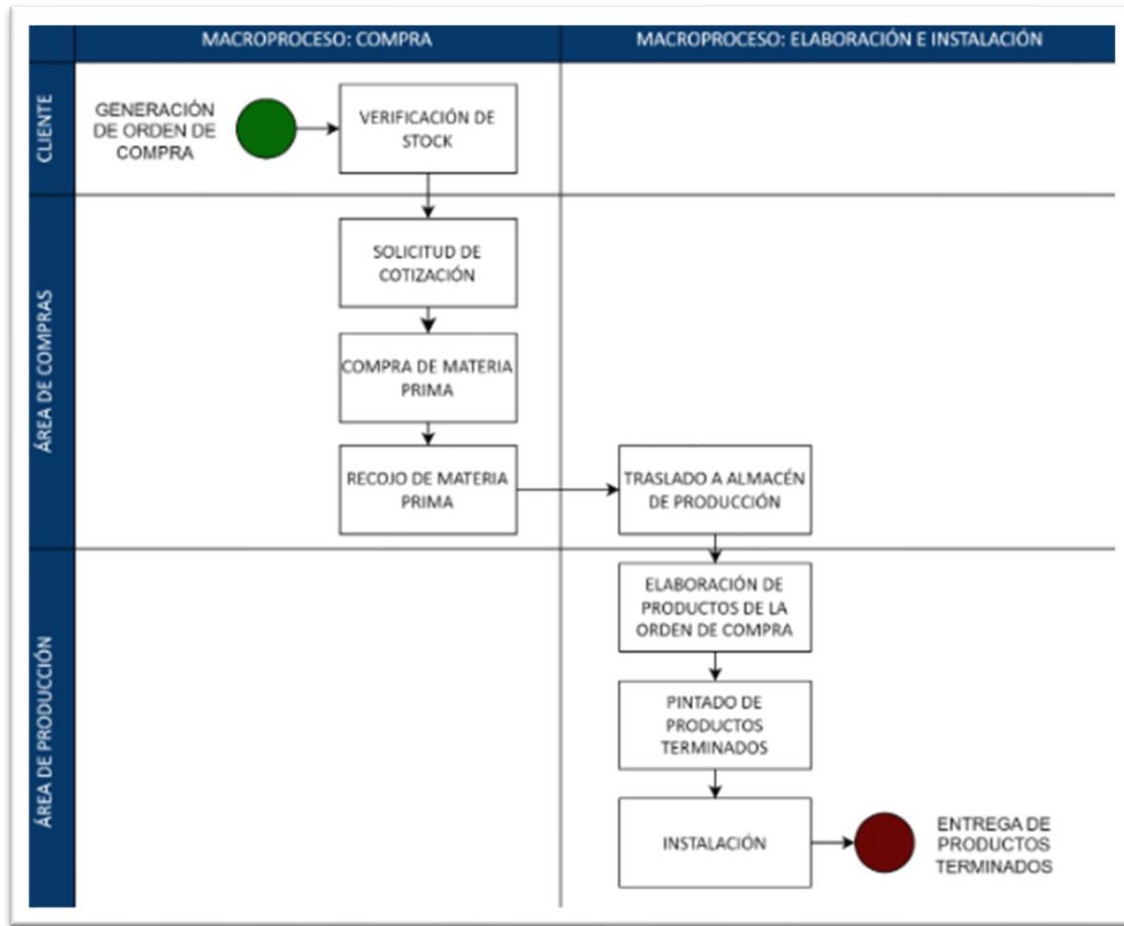 MACROPROCESO: COMPRA
MACROPROCESO: ELABORACIÓN E INSTALACIÓN
CLIENTE
GENERACIÓN
DE ORDEN DE
COMPRA
VERIFICACIÓN DE
STOCK
ÁREA DE COMPRAS
SOLICITUD DE
COTIZACIÓN
COMPRA DE MATERIA
PRIMA
RECOJO DE MATERIA
PRIMA
TRASLADO A ALMACÉN
DE PRODUCCIÓN
ÁREA DE PRODUCCIÓN
ELABORACIÓN DE
PRODUCTOS DE LA
ORDEN DE COMPRA
PINTADO DE
PRODUCTOS
TERMINADOS
INSTALACIÓN
ENTREGA DE
PRODUCTOS
TERMINADOS